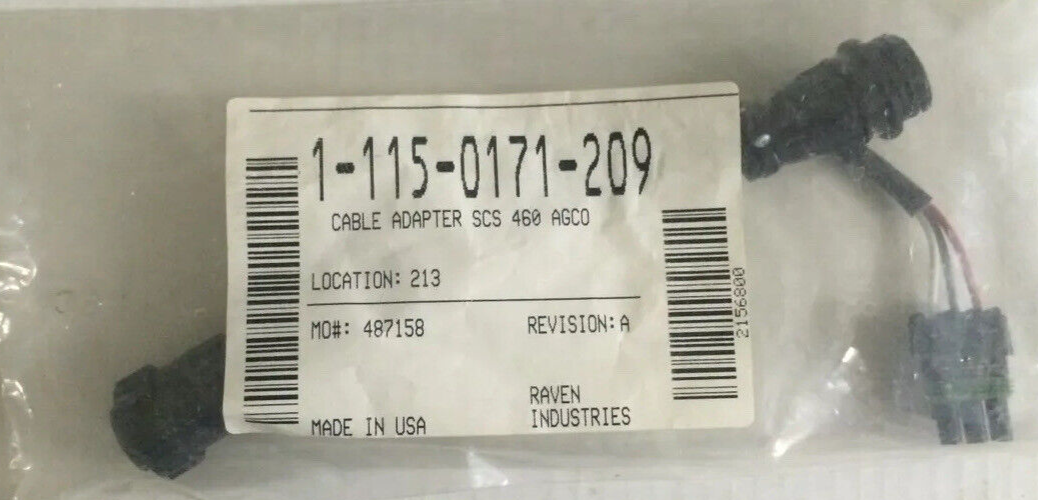 1-115-0171-209
CABLE ADAPTER SCS 460 AGCO
LOCATION: 213
MO#: 487158 REVISION: A
RAVEN
INDUSTRIES
MADE IN USA
2156800